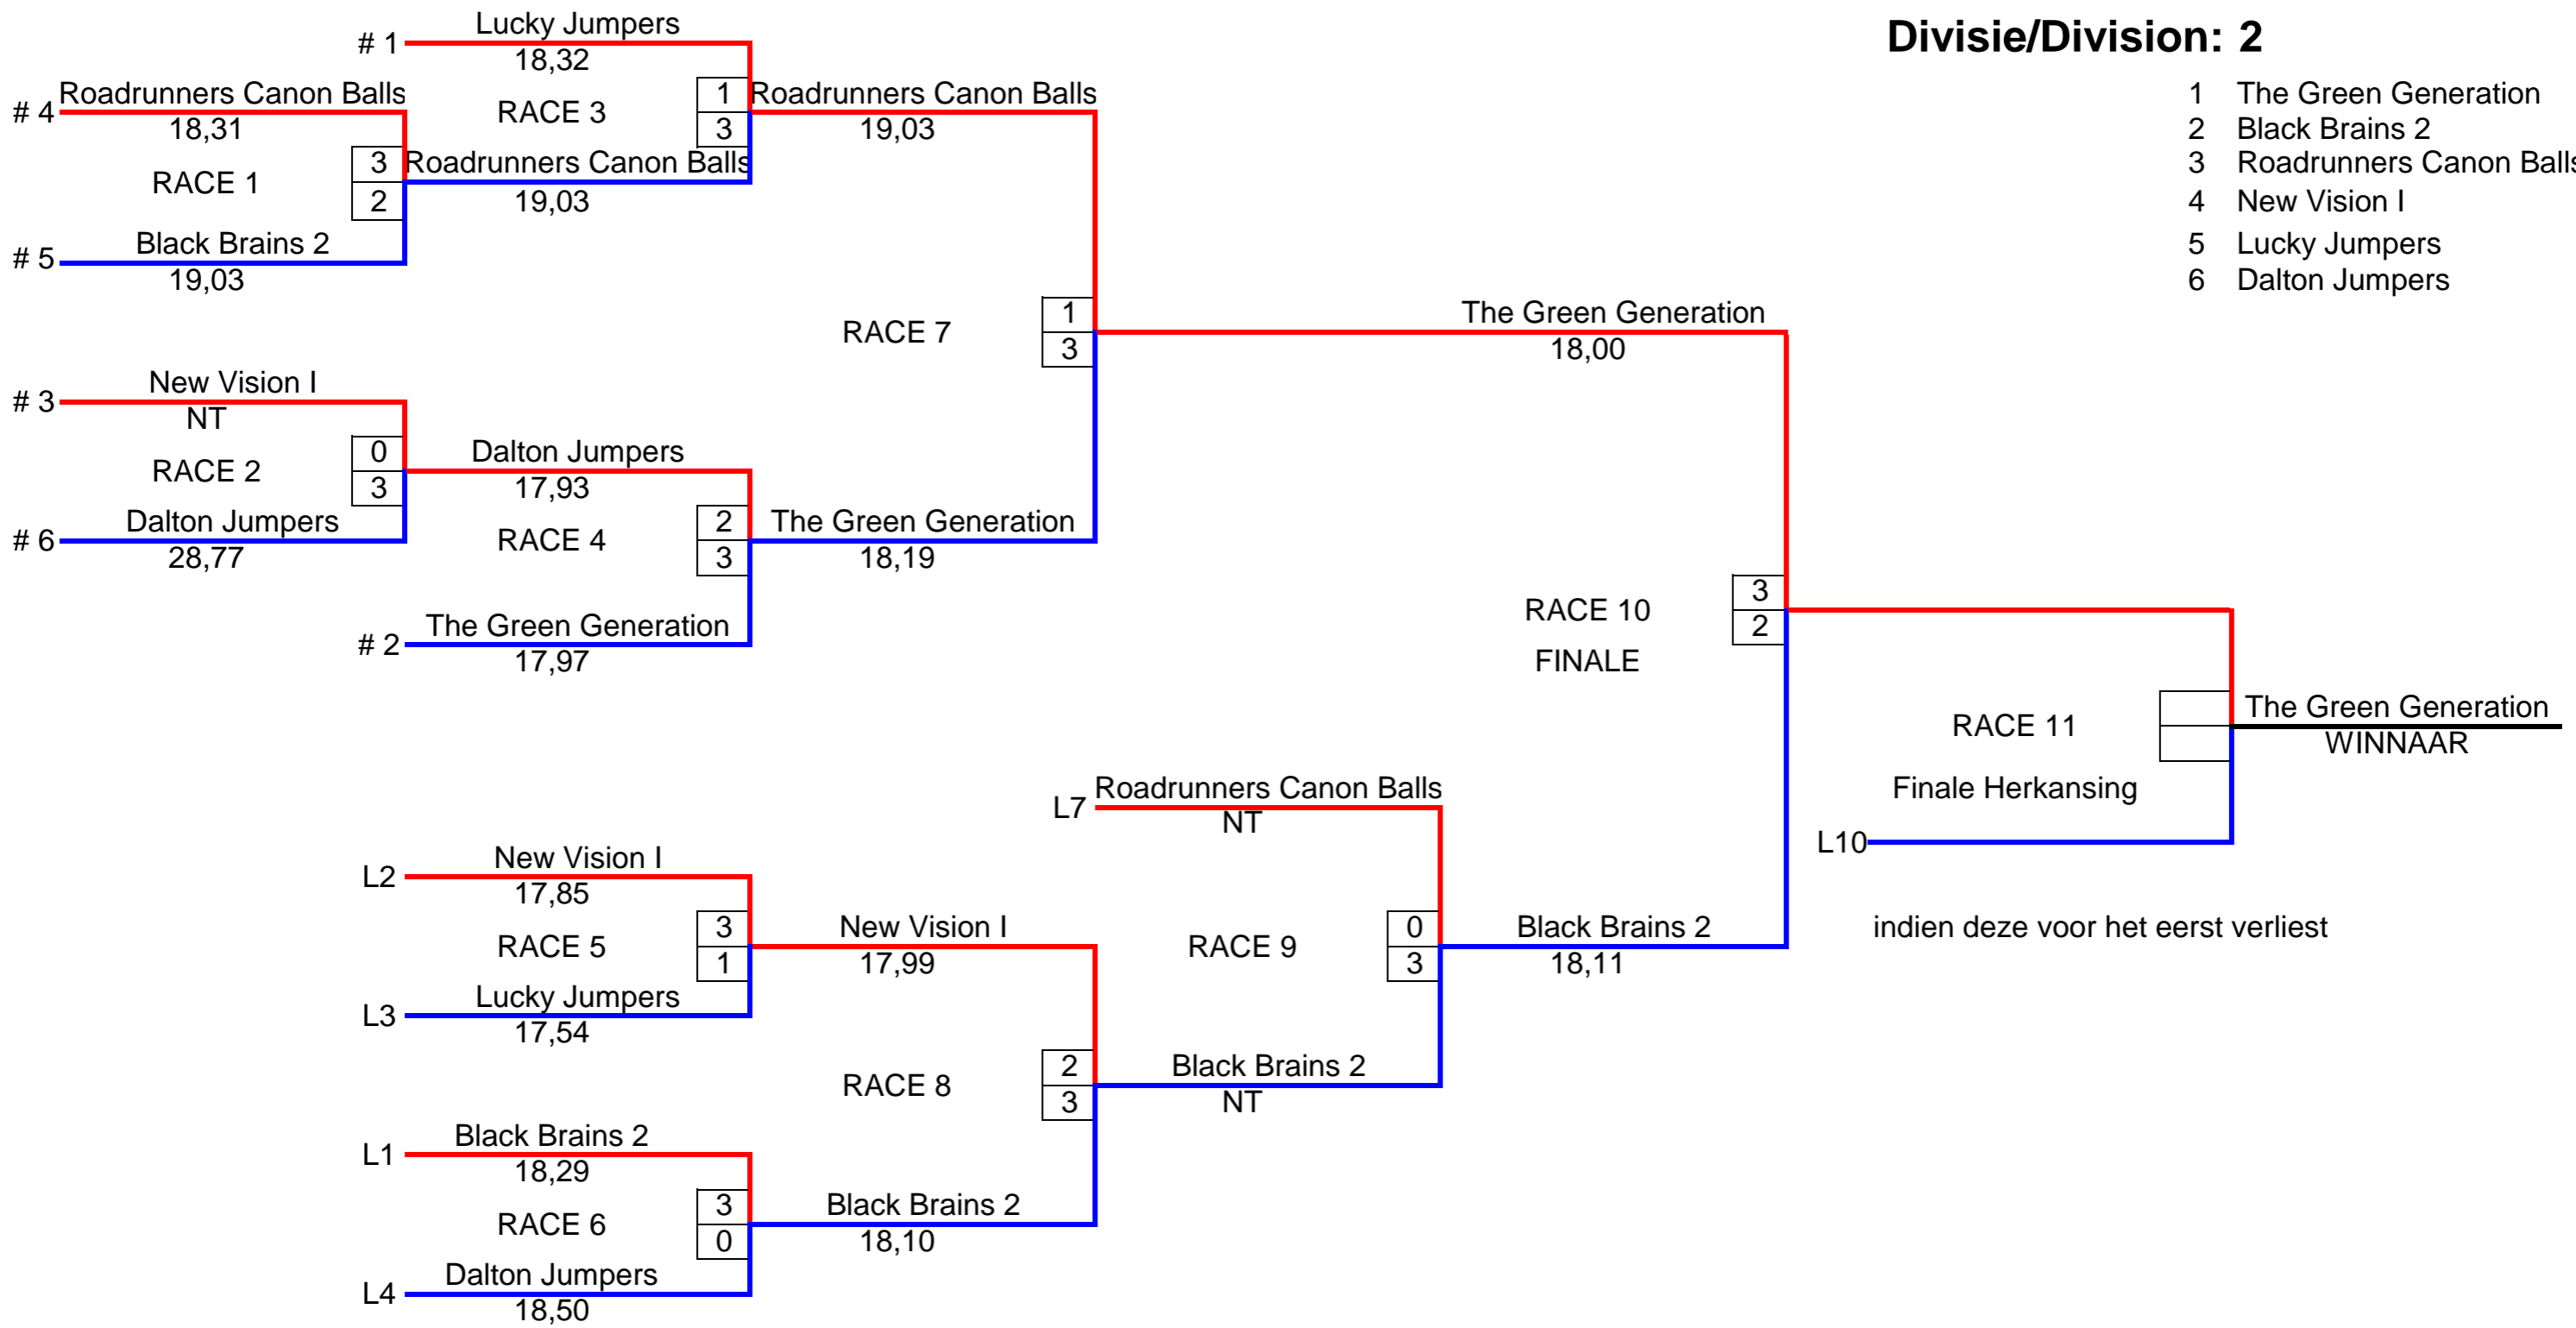 Divisie/Division: 2
1 The Green Generation
2 Black Brains 2
3 Roadrunners Canon Balls
4 New Vision I
5 Lucky Jumpers
6 Dalton Jumpers
# 1
Lucky Jumpers
18,32
# 4
Roadrunners Canon Balls
18,31
RACE 3
1
3
Roadrunners Canon Balls
19,03
RACE 1
3
2
Roadrunners Canon Balls
19,03
# 5
Black Brains 2
19,03
RACE 7
1
3
The Green Generation
18,00
# 3
New Vision I
NT
RACE 2
0
3
Dalton Jumpers
17,93
# 6
Dalton Jumpers
28,77
RACE 4
2
3
The Green Generation
18,19
# 2
The Green Generation
17,97
RACE 10
3
2
FINALE
RACE 11
The Green Generation
WINNAAR
Finale Herkansing
L10
indien deze voor het eerst verliest
L7
Roadrunners Canon Balls
NT
L2
New Vision I
17,85
RACE 5
3
1
New Vision I
17,99
RACE 9
0
3
Black Brains 2
18,11
L3
Lucky Jumpers
17,54
RACE 8
2
3
Black Brains 2
NT
L1
Black Brains 2
18,29
RACE 6
3
0
Black Brains 2
18,10
L4
Dalton Jumpers
18,50